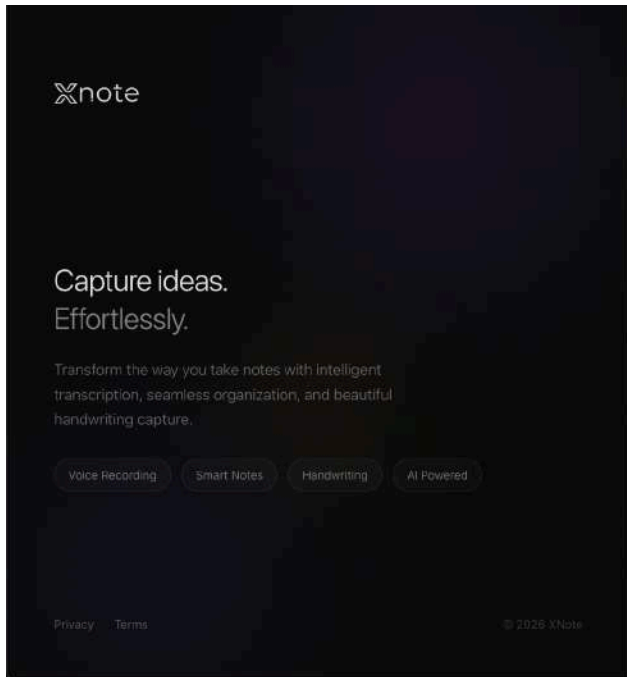 Xnote
Capture ideas.
Effortlessly.
Transform the way you take notes with intelligent
transcription, seamless organization, and beautiful
handwriting capture.
Voice Recording Smart Notes Handwriting AI Powered
Privacy Terms © 2026 XNote